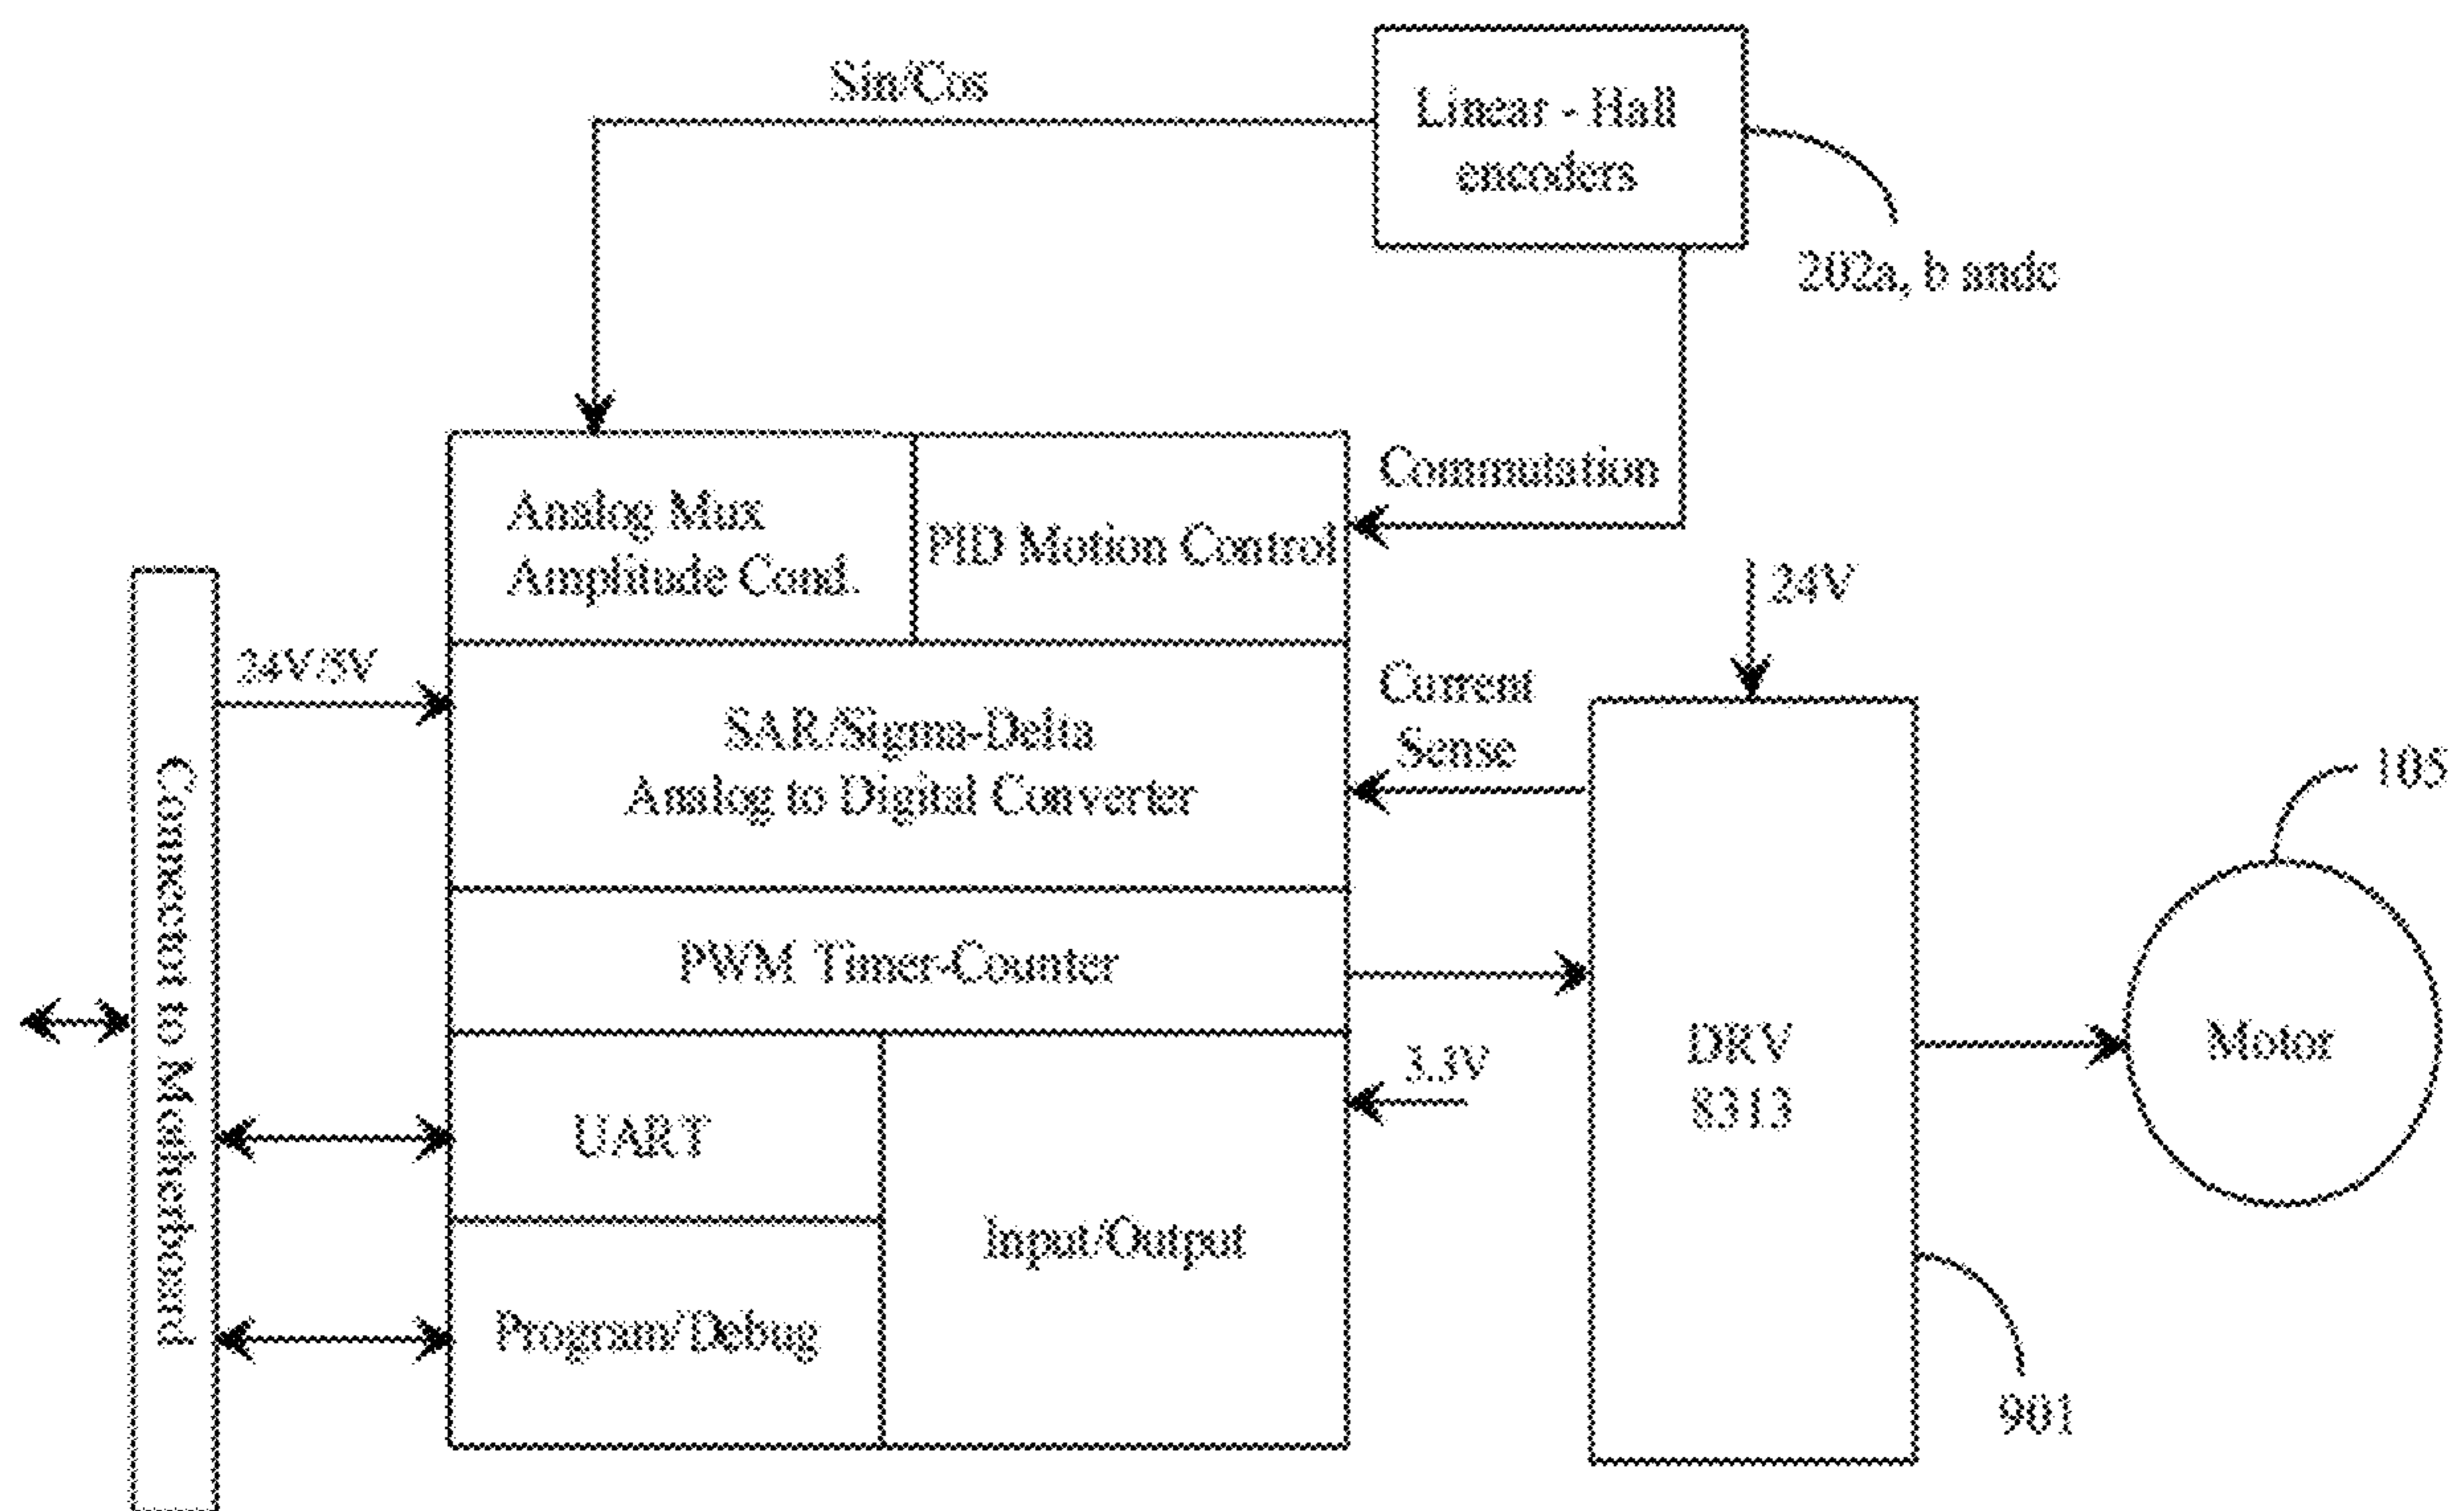 Sin/Cos
Linear - Hall
encoders
202a, b andc
Analog Mux
Amplitude Cond.
PID Motion Control
Commutation
24V
24V/5V
Connector to Motherboard
SAR/Sigma-Delta
Analog to Digital Converter
Current
Sense
105
PWM Timer-Counter
DRV
8313
Motor
3.3V
UART
Input/Output
Program/Debug
901